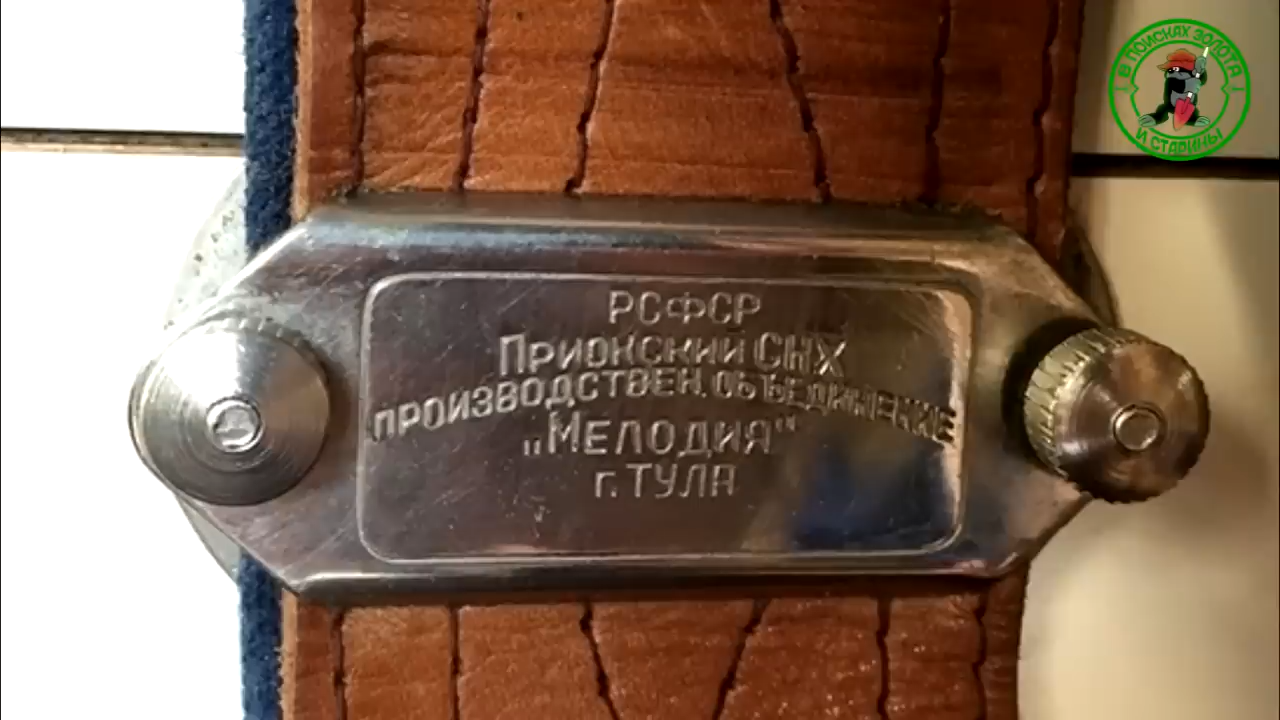 В ПОИСКАХ ЗОЛОТА
И СТАРИНЫ
РСФСР
Приокский СНХ
ПРОИЗВОДСТВЕН. ОБЪЕДИНЕНИЕ
„Мелодия"
г. ТУЛА